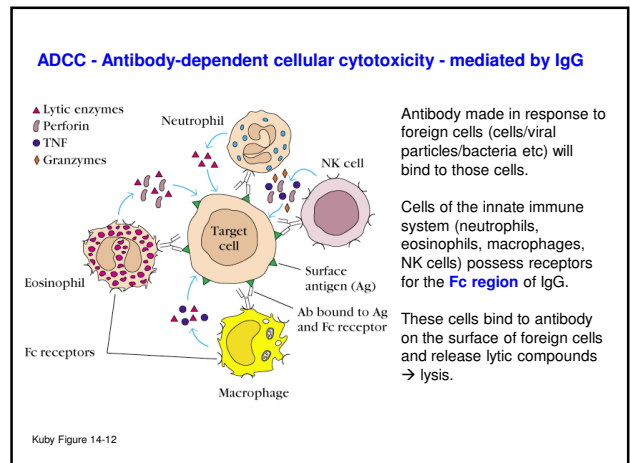 ADCC - Antibody-dependent cellular cytotoxicity - mediated by IgG
Lytic enzymes
Perforin
TNF
Granzymes
Neutrophil
NK cell
Target
cell
Eosinophil
Surface
antigen (Ag)
Ab bound to Ag
and Fc receptor
Fc receptors
Macrophage
Antibody made in response to
foreign cells (cells/viral
particles/bacteria etc) will
bind to those cells.
Cells of the innate immune
system (neutrophils,
eosinophils, macrophages,
NK cells) possess receptors
for the Fc region of IgG.
These cells bind to antibody
on the surface of foreign cells
and release lytic compounds
→ lysis.
Kuby Figure 14-12